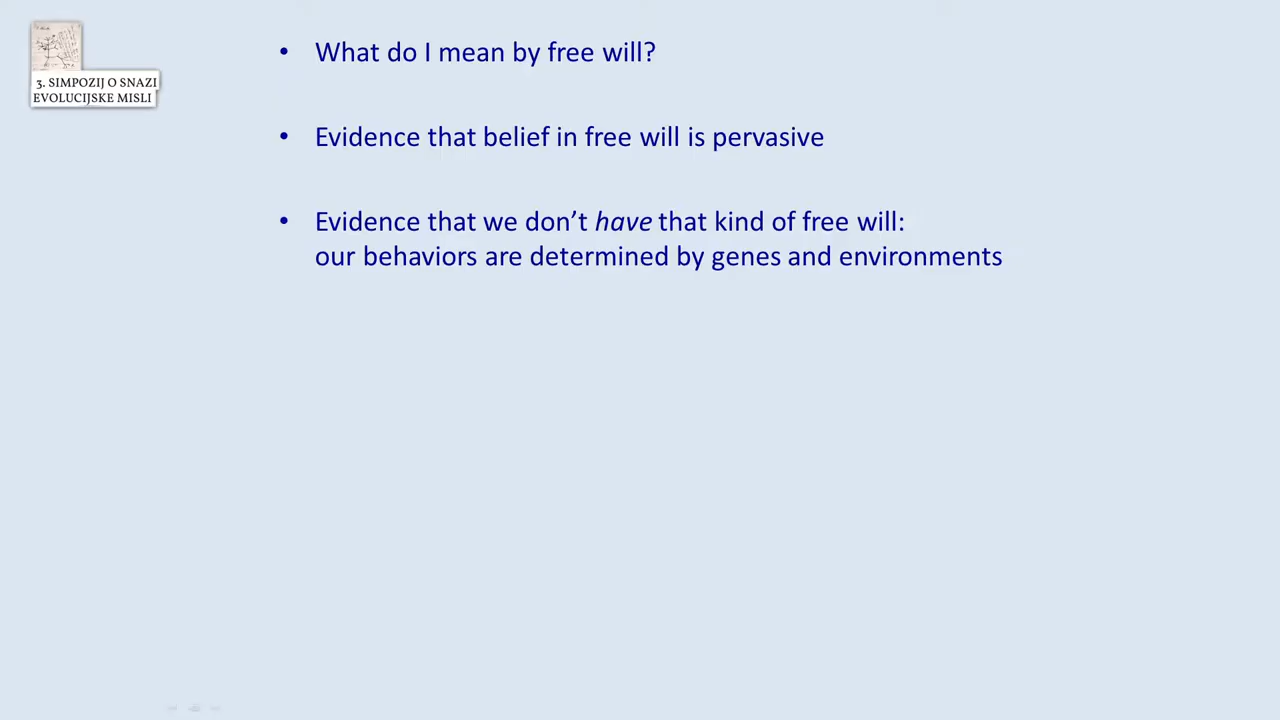 3. SIMPOZIJ O SNAZI
EVOLUCIJSKE MISLI
• What do I mean by free will?
• Evidence that belief in free will is pervasive
• Evidence that we don’t have that kind of free will:
our behaviors are determined by genes and environments